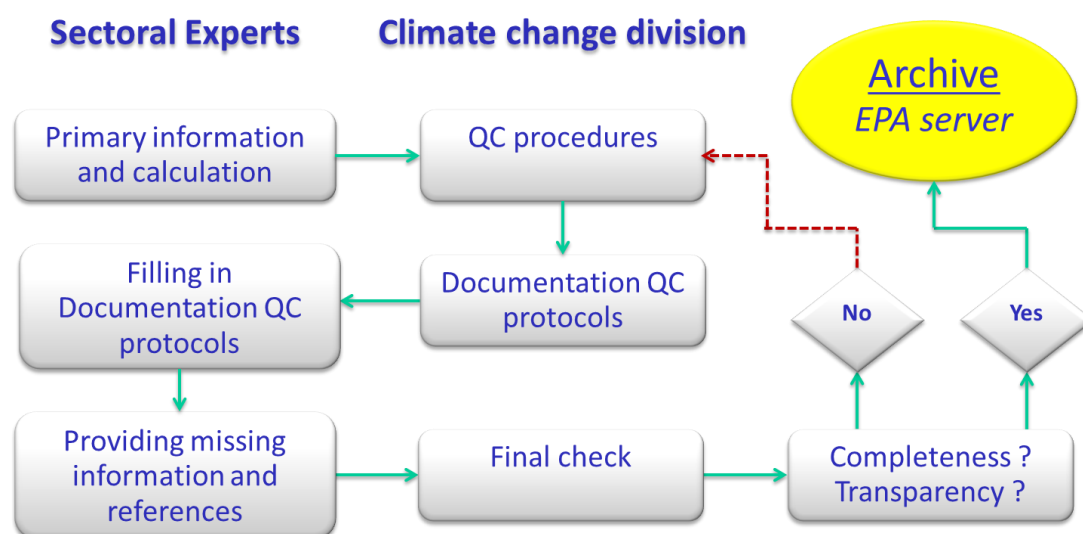 Sectoral Experts
Climate change division
Archive
EPA server
Primary information
and calculation
QC procedures
Filling in
Documentation QC
protocols
Documentation QC
protocols
No
Yes
Providing missing
information and
references
Final check
Completeness ?
Transparency ?